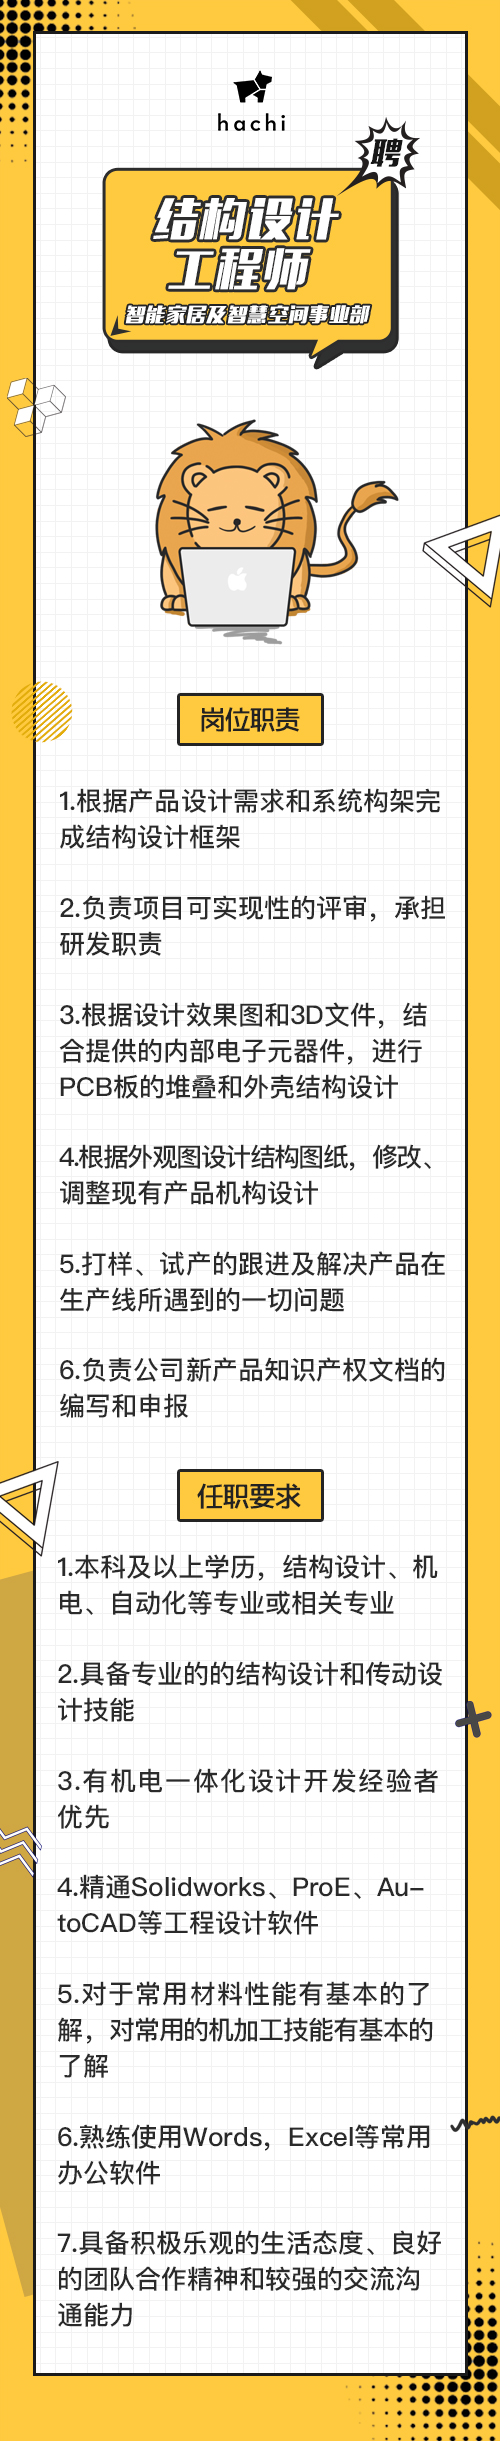 hachi
聘
结构设计
工程师
智能家居及智慧空间事业部
岗位职责
1.根据产品设计需求和系统构架完
成结构设计框架
2.负责项目可实现性的评审，承担
研发职责
3.根据设计效果图和3D文件，结
合提供的内部电子元器件，进行
PCB板的堆叠和外壳结构设计
4.根据外观图设计结构图纸，修改、
调整现有产品机构设计
5.打样、试产的跟进及解决产品在
生产线所遇到的一切问题
6.负责公司新产品知识产权文档的
编写和申报
任职要求
1.本科及以上学历，结构设计、机
电、自动化等专业或相关专业
2.具备专业的的结构设计和传动设
计技能
3.有机电一体化设计开发经验者
优先
4.精通Solidworks、ProE、Au-
toCAD等工程设计软件
5.对于常用材料性能有基本的了
解，对常用的机加工技能有基本的
了解
6.熟练使用Words，Excel等常用
办公软件
7.具备积极乐观的生活态度、良好
的团队合作精神和较强的交流沟
通能力